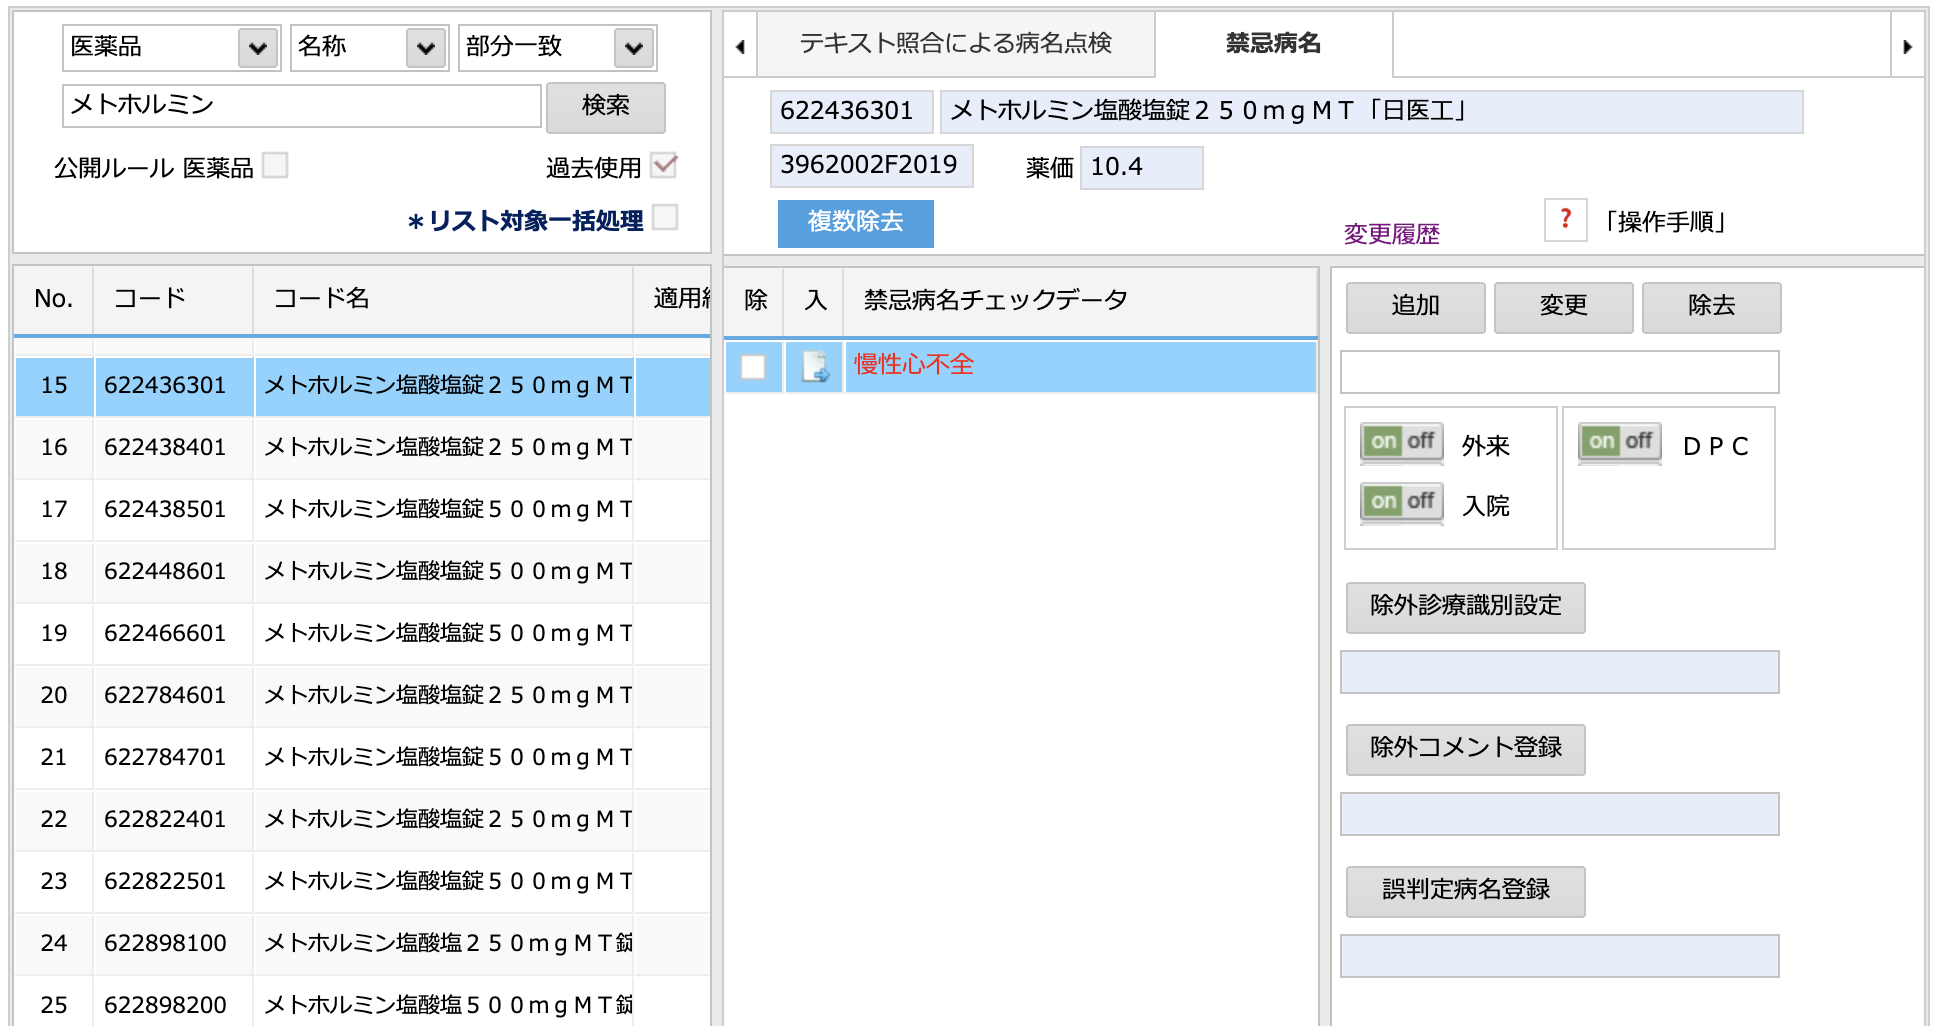 医薬品 名称 部分一致
メトホルミン 検索
公開ルール 医薬品 過去使用
＊リスト対象一括処理
No. コード コード名 適用
15 622436301 メトホルミン塩酸塩錠２５０ｍｇＭＴ
16 622438401 メトホルミン塩酸塩錠２５０ｍｇＭＴ
17 622438501 メトホルミン塩酸塩錠５００ｍｇＭＴ
18 622448601 メトホルミン塩酸塩錠５００ｍｇＭＴ
19 622466601 メトホルミン塩酸塩錠５００ｍｇＭＴ
20 622784601 メトホルミン塩酸塩錠２５０ｍｇＭＴ
21 622784701 メトホルミン塩酸塩錠５００ｍｇＭＴ
22 622822401 メトホルミン塩酸塩錠２５０ｍｇＭＴ
23 622822501 メトホルミン塩酸塩錠５００ｍｇＭＴ
24 622898100 メトホルミン塩酸塩２５０ｍｇＭＴ錠
25 622898200 メトホルミン塩酸塩５００ｍｇＭＴ錠
テキスト照合による病名点検 禁忌病名
622436301 メトホルミン塩酸塩錠２５０ｍｇＭＴ「日医工」
3962002F2019 薬価 10.4
複数除去 変更履歴 ? 「操作手順」
除 入 禁忌病名チェックデータ
慢性心不全
追加 変更 除去
on off 外来 on off ＤＰＣ
on off 入院
除外診療識別設定
除外コメント登録
誤判定病名登録